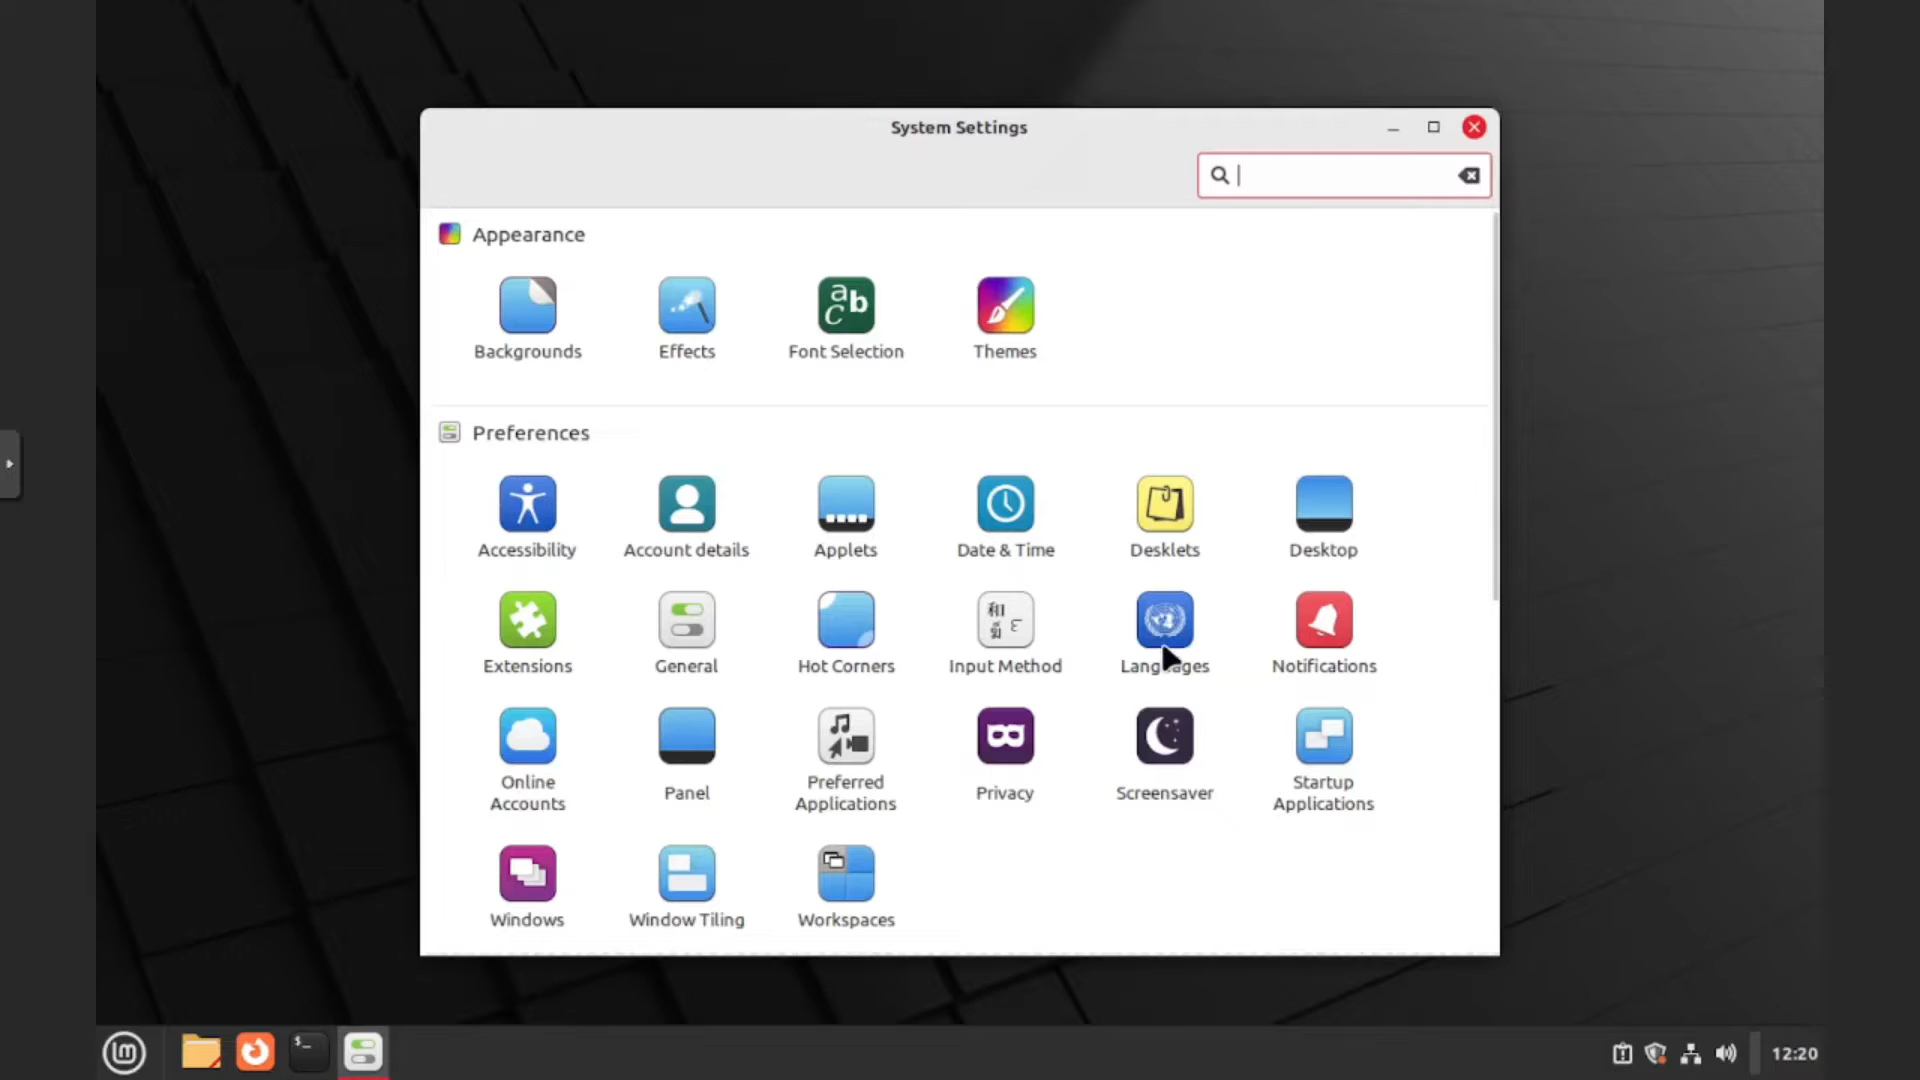 System Settings
Appearance
Backgrounds
Effects
Font Selection
Themes
Preferences
Accessibility
Account details
Applets
Date & Time
Desklets
Desktop
Extensions
General
Hot Corners
Input Method
Languages
Notifications
Online
Accounts
Panel
Preferred
Applications
Privacy
Screensaver
Startup
Applications
Windows
Window Tiling
Workspaces
12:20